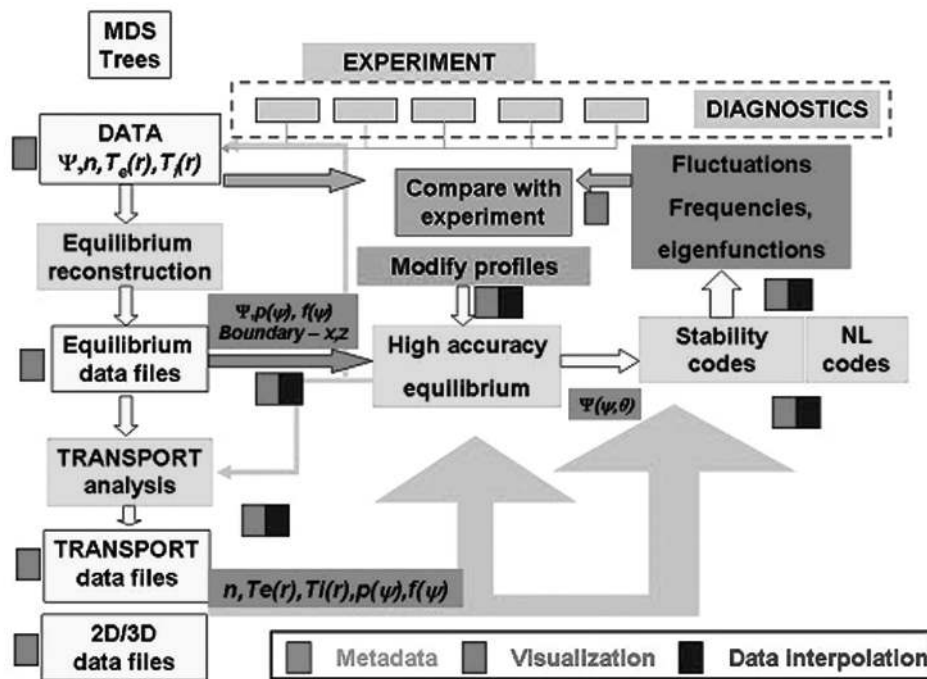 MDS
Trees
EXPERIMENT
DIAGNOSTICS
DATA
Ψ,n,Te(r),Ti(r)
Compare with
experiment
Fluctuations
Frequencies,
eigenfunctions
Equilibrium
reconstruction
Modify profiles
Ψ,p(ψ), f(ψ)
Boundary – x,z
Equilibrium
data files
High accuracy
equilibrium
Stability
codes
NL
codes
Ψ(ψ,θ)
TRANSPORT
analysis
TRANSPORT
data files
n,Te(r),Ti(r),p(ψ),f(ψ)
2D/3D
data files
Metadata
Visualization
Data interpolation